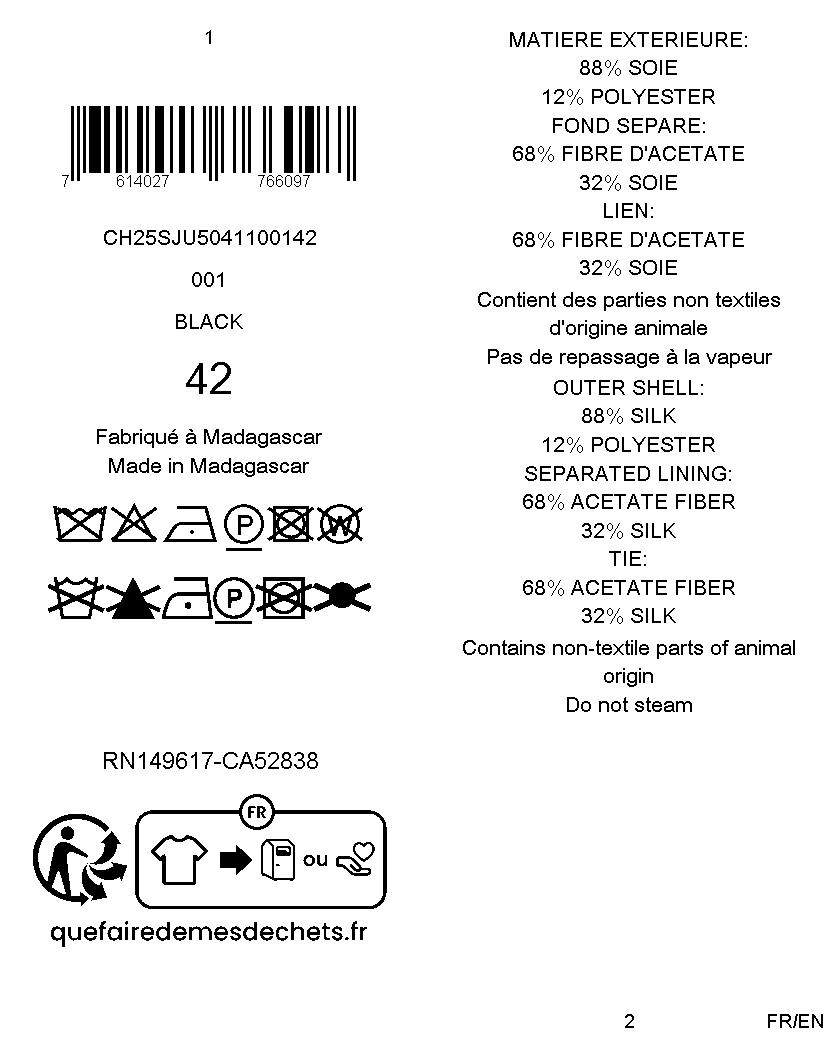 1
7 614027 766097
CH25SJU5041100142
001
BLACK
42
Fabriqué à Madagascar
Made in Madagascar
P
W
P
RN149617-CA52838
FR
ou
quefairedemesdechets.fr
MATIERE EXTERIEURE:
88% SOIE
12% POLYESTER
FOND SEPARE:
68% FIBRE D'ACETATE
32% SOIE
LIEN:
68% FIBRE D'ACETATE
32% SOIE
Contient des parties non textiles
d'origine animale
Pas de repassage à la vapeur
OUTER SHELL:
88% SILK
12% POLYESTER
SEPARATED LINING:
68% ACETATE FIBER
32% SILK
TIE:
68% ACETATE FIBER
32% SILK
Contains non-textile parts of animal
origin
Do not steam
2
FR/EN